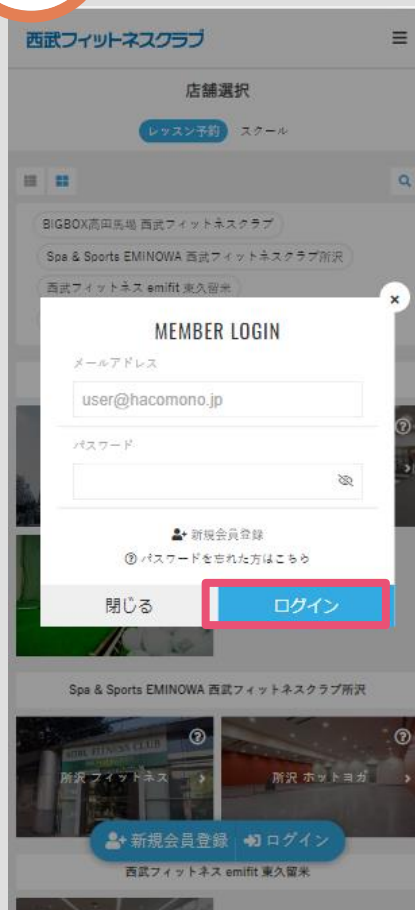 西武フィットネスクラブ
店舗選択
レッスン予約 スクール
BIGBOX高田馬場 西武フィットネスクラブ
Spa & Sports EMINOWA 西武フィットネスクラブ所沢
西武フィットネス emifit 東久留米
MEMBER LOGIN
メールアドレス
user@hacomono.jp
パスワード
新規会員登録
パスワードを忘れた方はこちら
閉じる ログイン
Spa & Sports EMINOWA 西武フィットネスクラブ所沢
所沢 フィットネス 所沢 ホットヨガ
新規会員登録 ログイン
西武フィットネス emifit 東久留米